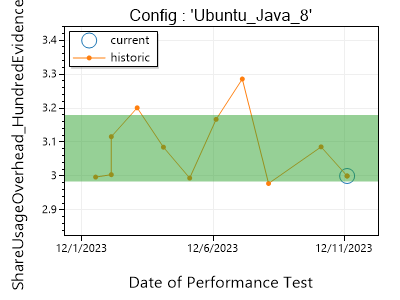 Config : 'Ubuntu_Java_8'
ShareUsageOverhead_HundredEvidence
current
historic
3.4
3.3
3.2
3.1
3
2.9
12/1/2023
12/6/2023
12/11/2023
Date of Performance Test